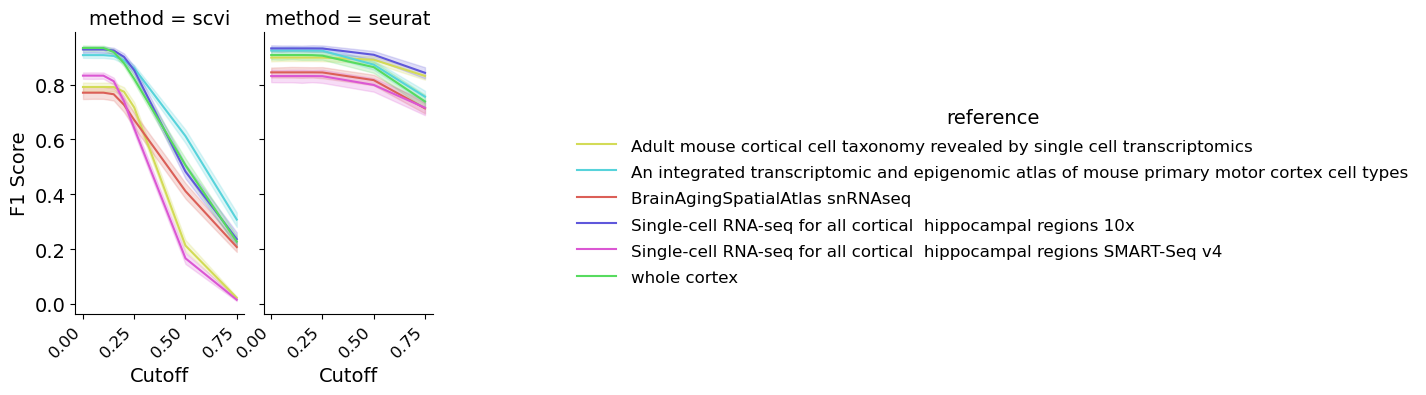 method = scvi
method = seurat
F1 Score
0.8
0.6
0.4
0.2
0.0
0.00
0.25
0.50
0.75
0.00
0.25
0.50
0.75
Cutoff
Cutoff
reference
Adult mouse cortical cell taxonomy revealed by single cell transcriptomics
An integrated transcriptomic and epigenomic atlas of mouse primary motor cortex cell types
BrainAgingSpatialAtlas snRNAseq
Single-cell RNA-seq for all cortical  hippocampal regions 10x
Single-cell RNA-seq for all cortical  hippocampal regions SMART-Seq v4
whole cortex